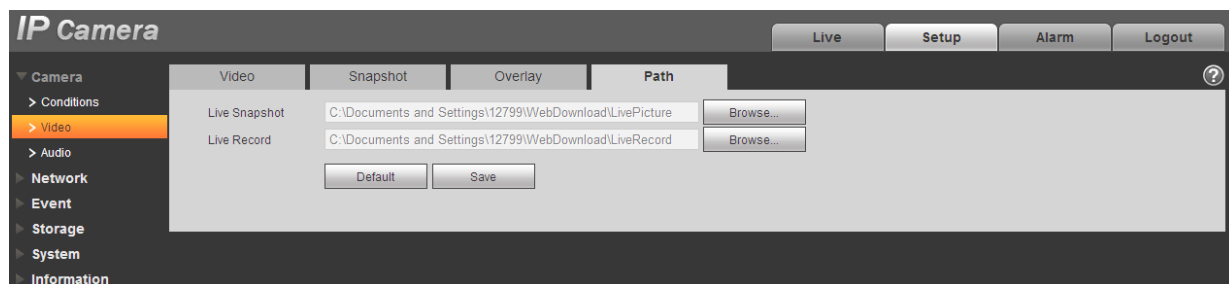 IP Camera
Live Setup Alarm Logout
Camera
> Conditions
> Video
> Audio
Network
Event
Storage
System
Information
Video Snapshot Overlay Path ?
Live Snapshot C:\Documents and Settings\12799\WebDownload\LivePicture Browse...
Live Record C:\Documents and Settings\12799\WebDownload\LiveRecord Browse...
Default Save